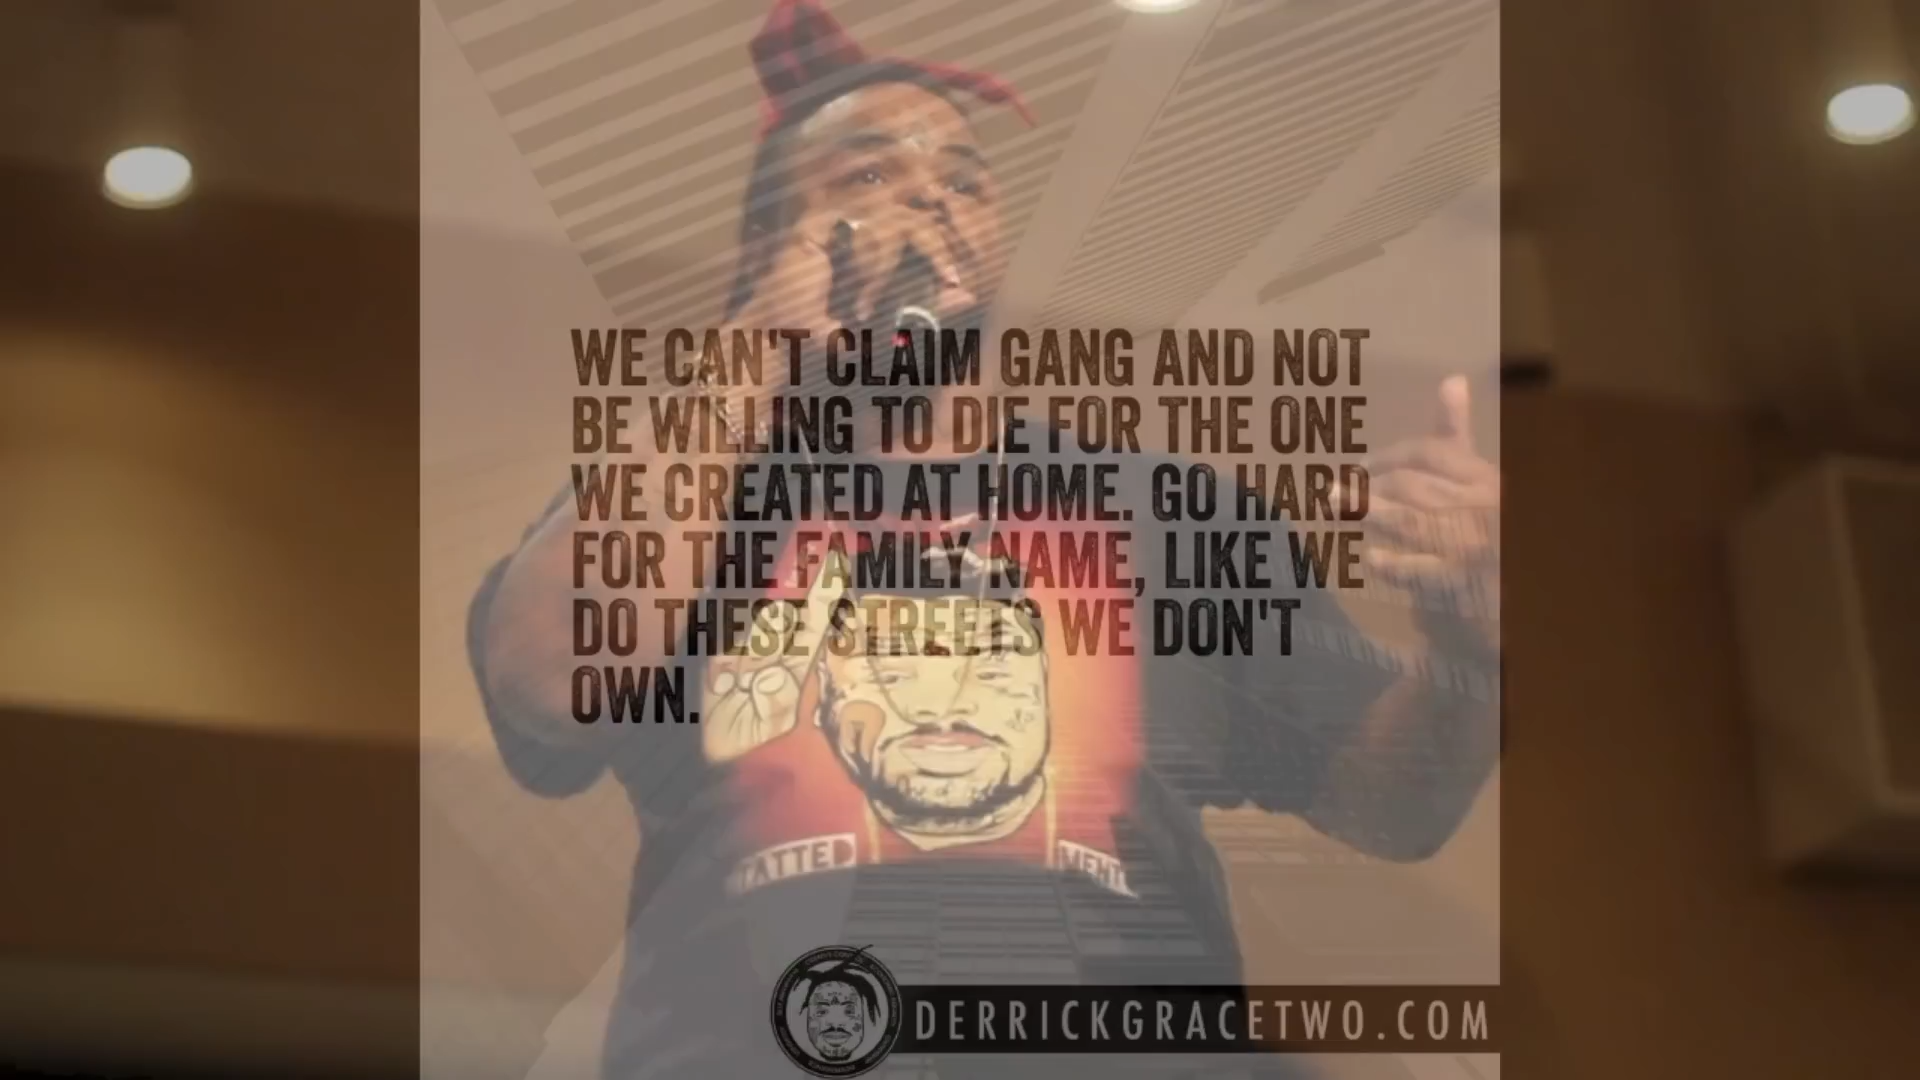 WE CAN'T CLAIM GANG AND NOT
BE WILLING TO DIE FOR THE ONE
WE CREATED AT HOME. GO HARD
FOR THE FAMILY NAME, LIKE WE
DO THESE STREETS WE DON'T
OWN.
TATTED
DERRICKGRACETWO.COM